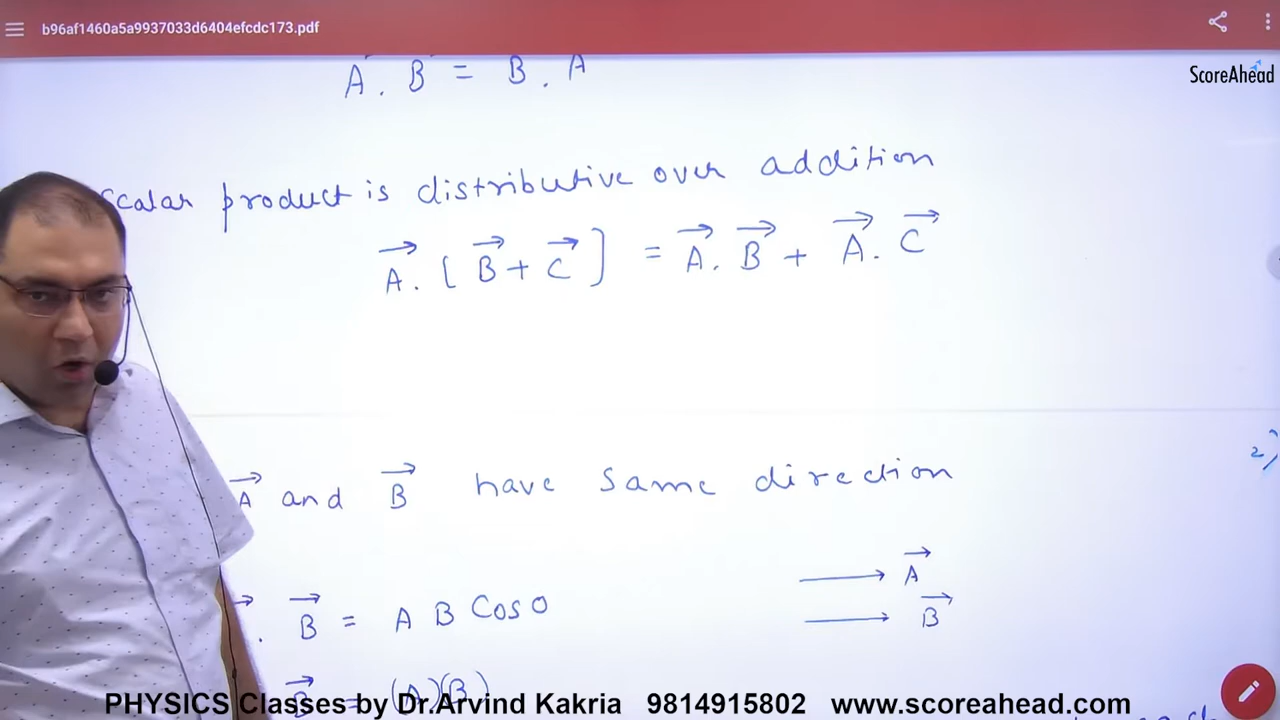 b96af1460a5a9937033d6404efcdc173.pdf
ScoreAhead
A . B = B . A
Scalar product is distributive over addition
A⃗ . [ B⃗ + C⃗ ] = A⃗ . B⃗ + A⃗ . C⃗
2)
A⃗ and B⃗ have same direction
A⃗
. B⃗ = A B Cos 0
B⃗
B⃗ = (A)(B)
PHYSICS Classes by Dr.Arvind Kakria 9814915802 www.scoreahead.com